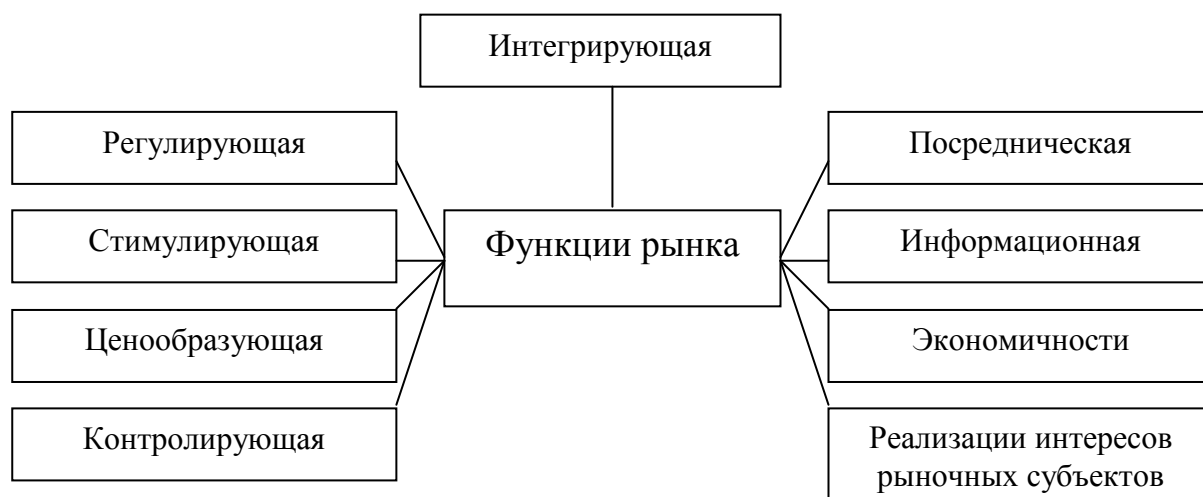 Интегрирующая
Регулирующая
Посредническая
Стимулирующая
Функции рынка
Информационная
Ценообразующая
Экономичности
Контролирующая
Реализации интересов
рыночных субъектов